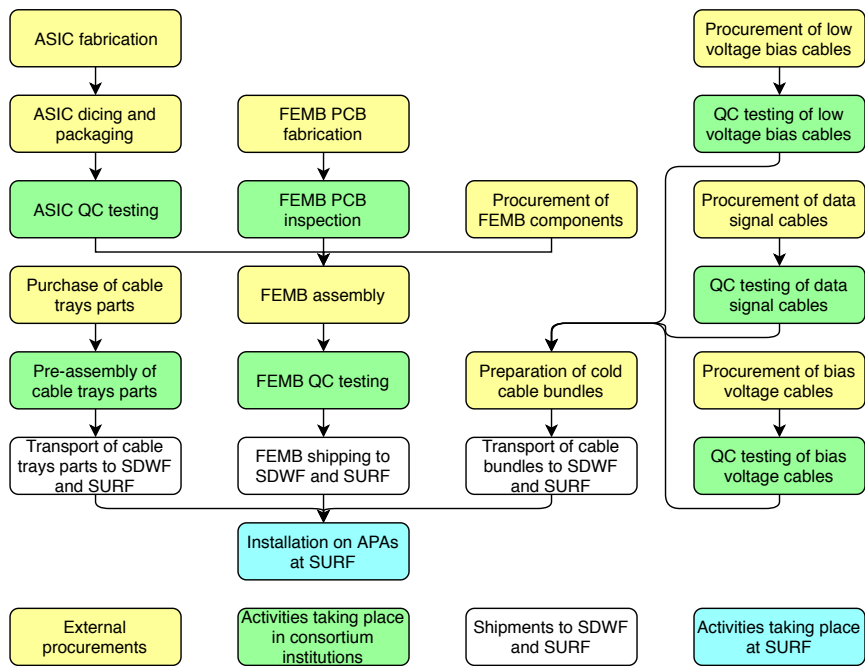 ASIC fabrication
Procurement of low
voltage bias cables
ASIC dicing and
packaging
FEMB PCB
fabrication
QC testing of low
voltage bias cables
ASIC QC testing
FEMB PCB
inspection
Procurement of
FEMB components
Procurement of data
signal cables
Purchase of cable
trays parts
FEMB assembly
QC testing of data
signal cables
Pre-assembly of
cable trays parts
FEMB QC testing
Preparation of cold
cable bundles
Procurement of bias
voltage cables
Transport of cable
trays parts to SDWF
and SURF
FEMB shipping to
SDWF and SURF
Transport of cable
bundles to SDWF
and SURF
QC testing of bias
voltage cables
Installation on APAs
at SURF
External
procurements
Activities taking place
in consortium
institutions
Shipments to SDWF
and SURF
Activities taking place
at SURF